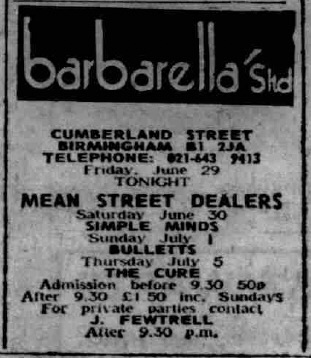 barbarella's ltd
CUMBERLAND STREET
BIRMINGHAM B1 2JA
TELEPHONE: 021-643 9413
Friday, June 29
TONIGHT
MEAN STREET DEALERS
Saturday June 30
SIMPLE MINDS
Sunday July 1
BULLETTS
Thursday July 5
THE CURE
Admission before 9.30 50p
After 9.30 £1.50 inc. Sundays
For private parties contact
J. FEWTRELL
After 9.30 p.m.